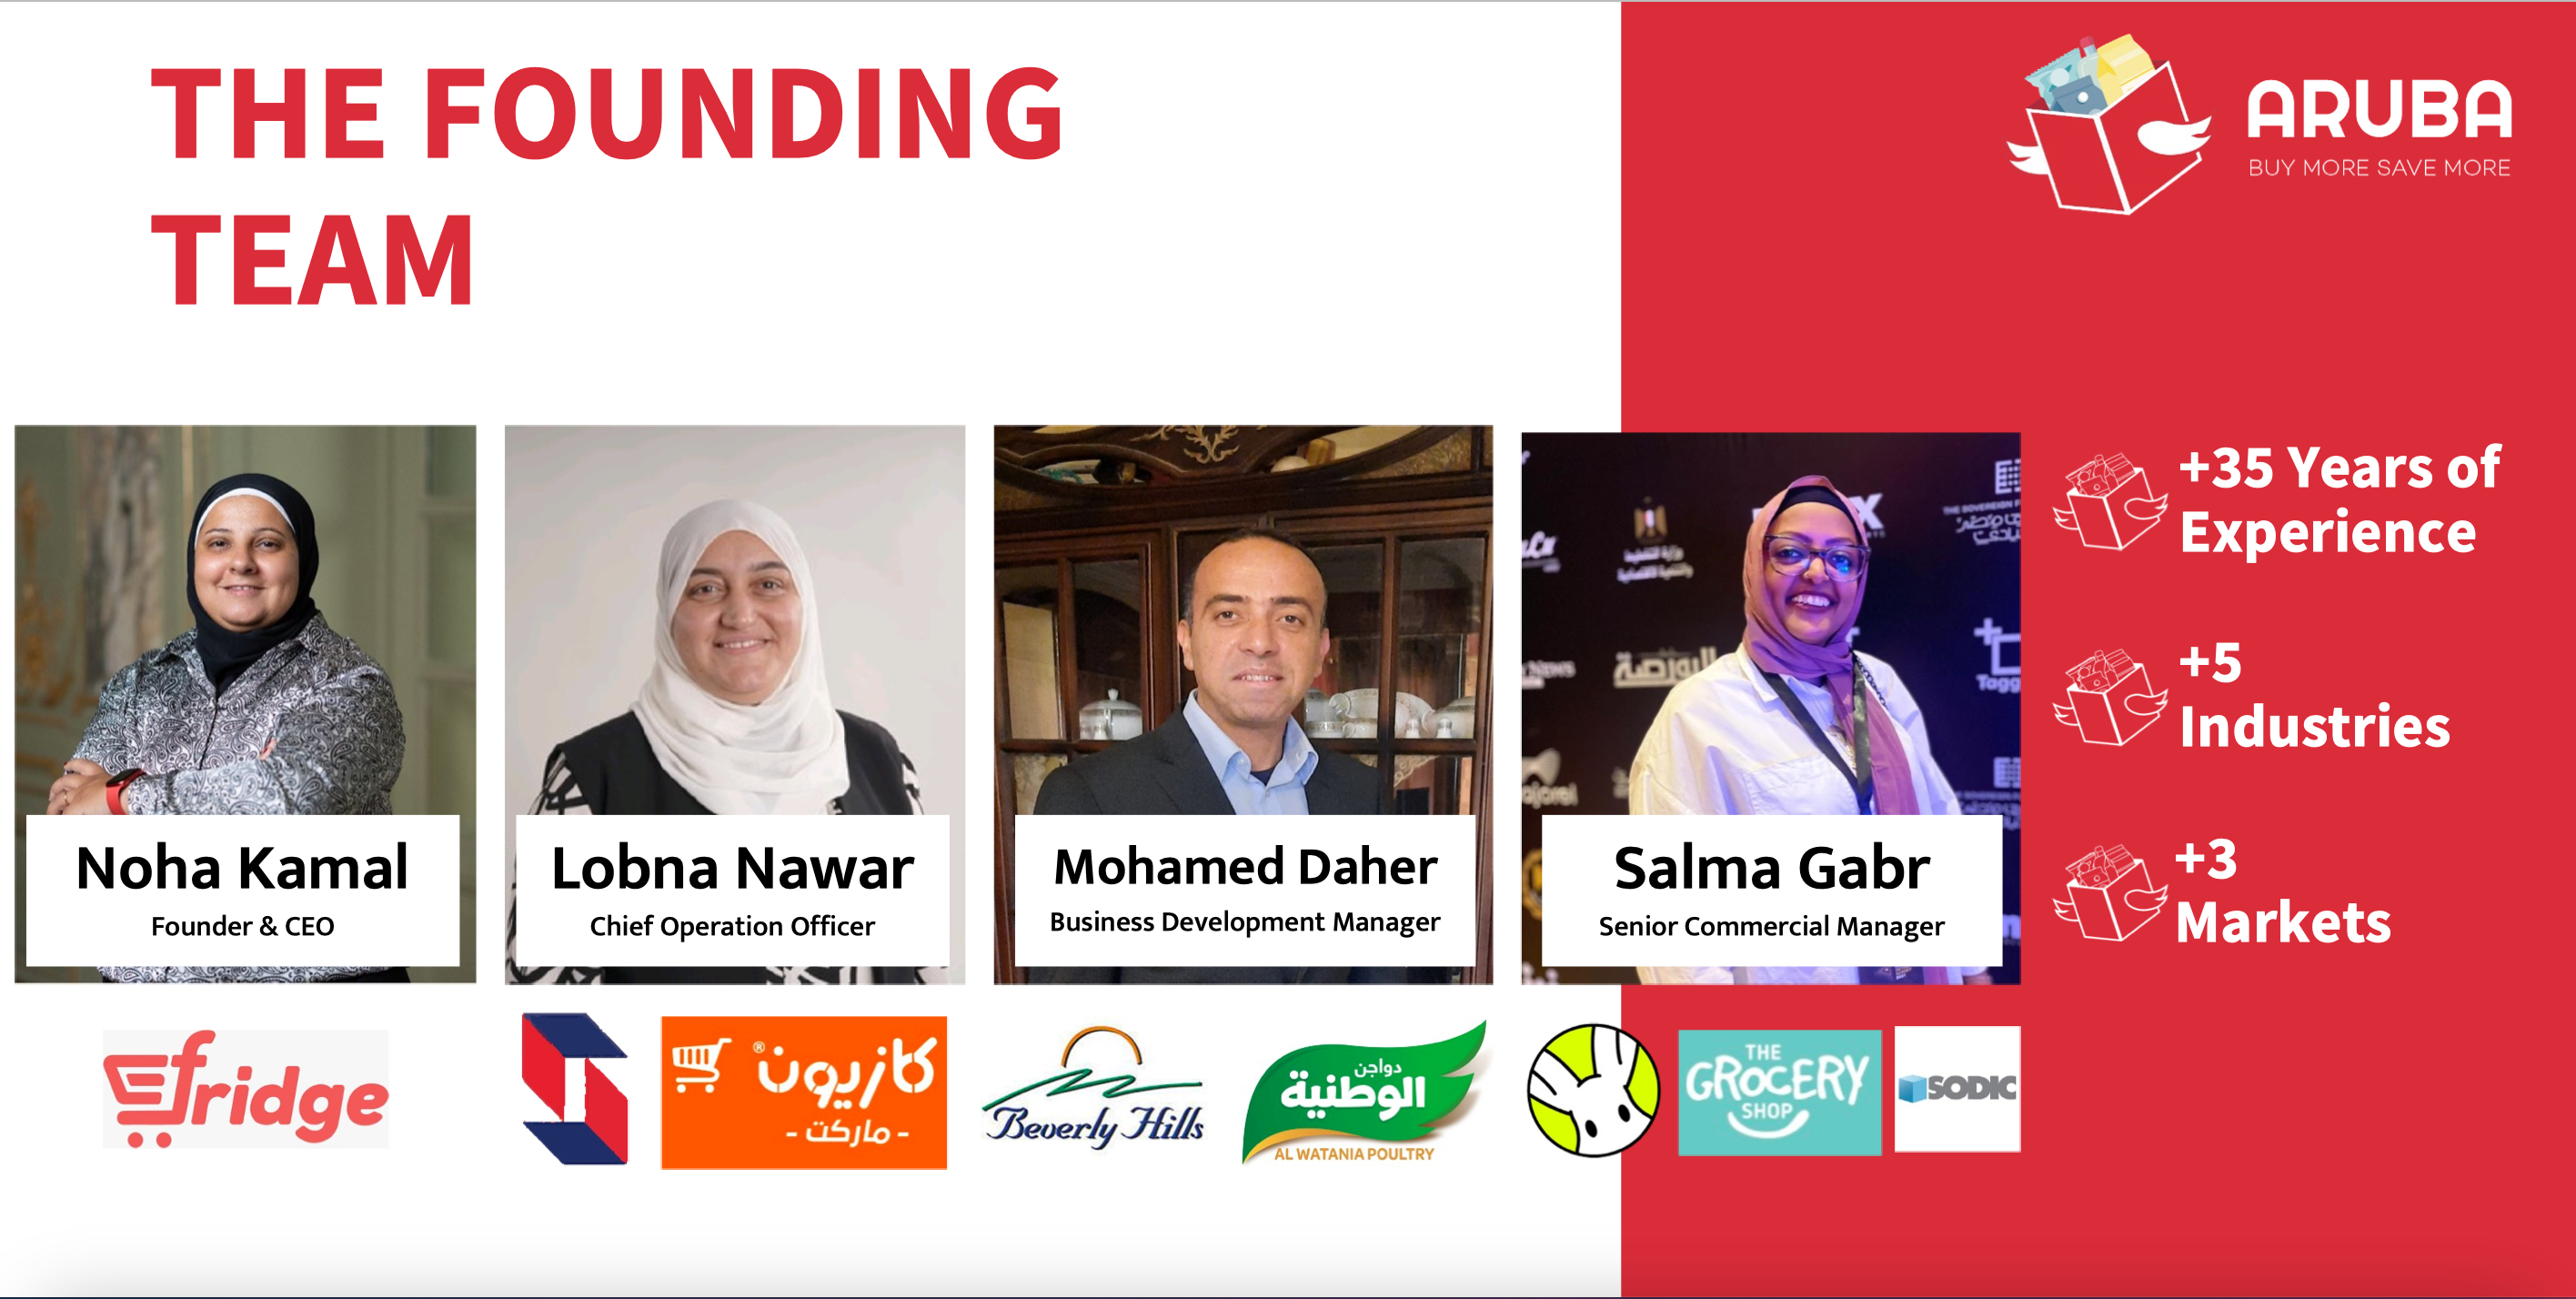 THE FOUNDING
TEAM
ARUBA
BUY MORE SAVE MORE
+35 Years of
Experience
+5
Industries
+3
Markets
Noha Kamal
Founder & CEO
Lobna Nawar
Chief Operation Officer
Mohamed Daher
Business Development Manager
Salma Gabr
Senior Commercial Manager
البورصة
efridge
كازيون®
- ماركت -
Beverly Hills
دواجن
الوطنية
AL WATANIA POULTRY
THE
GROCERY
SHOP
SODIC